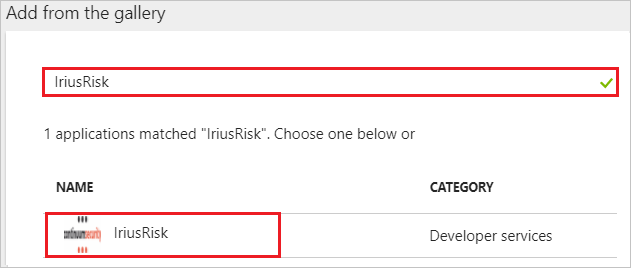 Add from the gallery
IriusRisk
1 applications matched "IriusRisk". Choose one below or
NAME CATEGORY
continuumsecurity IriusRisk Developer services